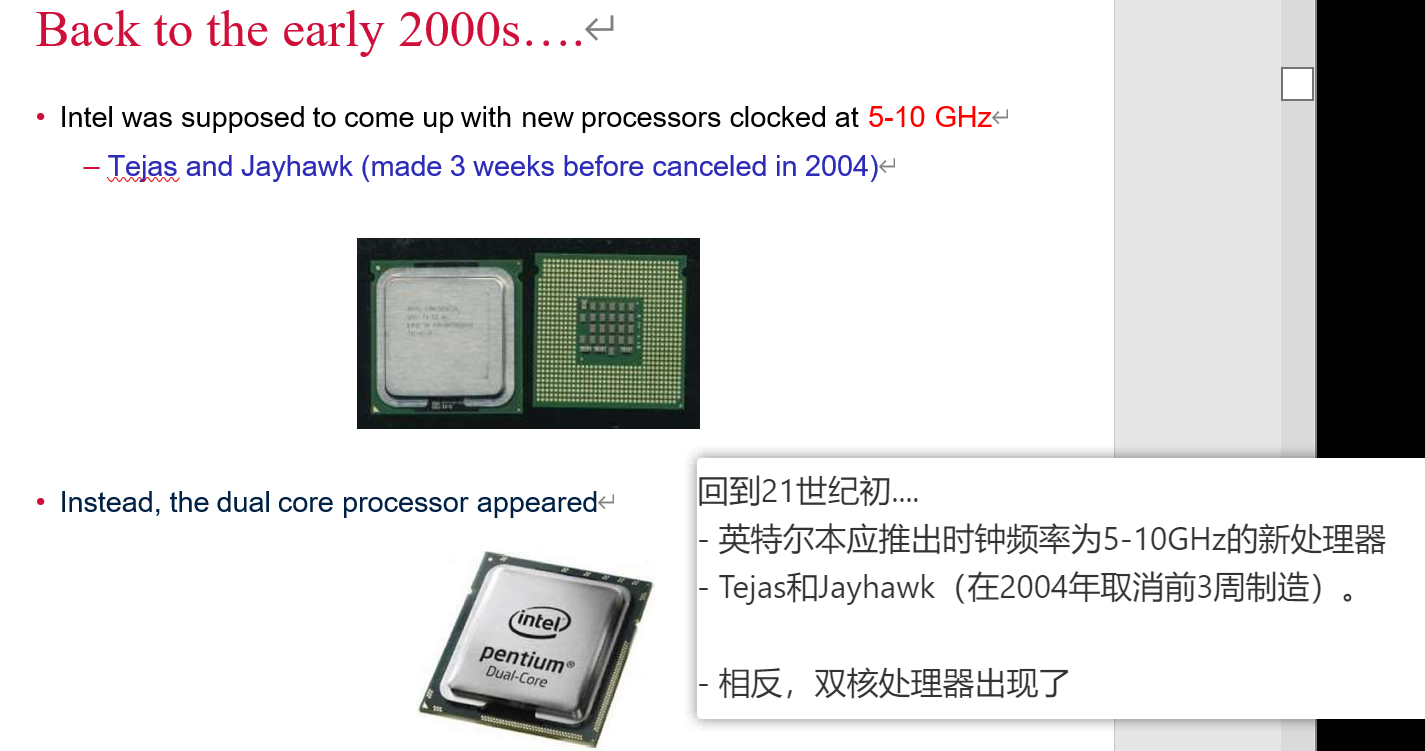 Back to the early 2000s….↵
• Intel was supposed to come up with new processors clocked at 5-10 GHz↵
– Tejas and Jayhawk (made 3 weeks before canceled in 2004)↵
• Instead, the dual core processor appeared↵
intel
pentium®
Dual-Core
回到21世纪初....
- 英特尔本应推出时钟频率为5-10GHz的新处理器
- Tejas和Jayhawk（在2004年取消前3周制造）。
- 相反，双核处理器出现了